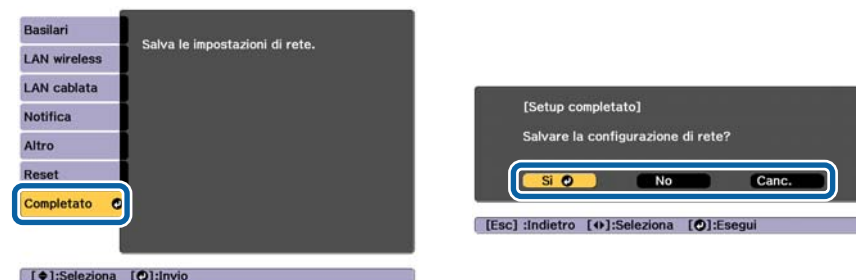 Basilari
LAN wireless
LAN cablata
Notifica
Altro
Reset
Completato
Salva le impostazioni di rete.
[◆]:Seleziona [↵]:Invio
[Setup completato]
Salvare la configurazione di rete?
Sì No Canc.
[Esc] :Indietro [◀▶]:Seleziona [↵]:Esegui